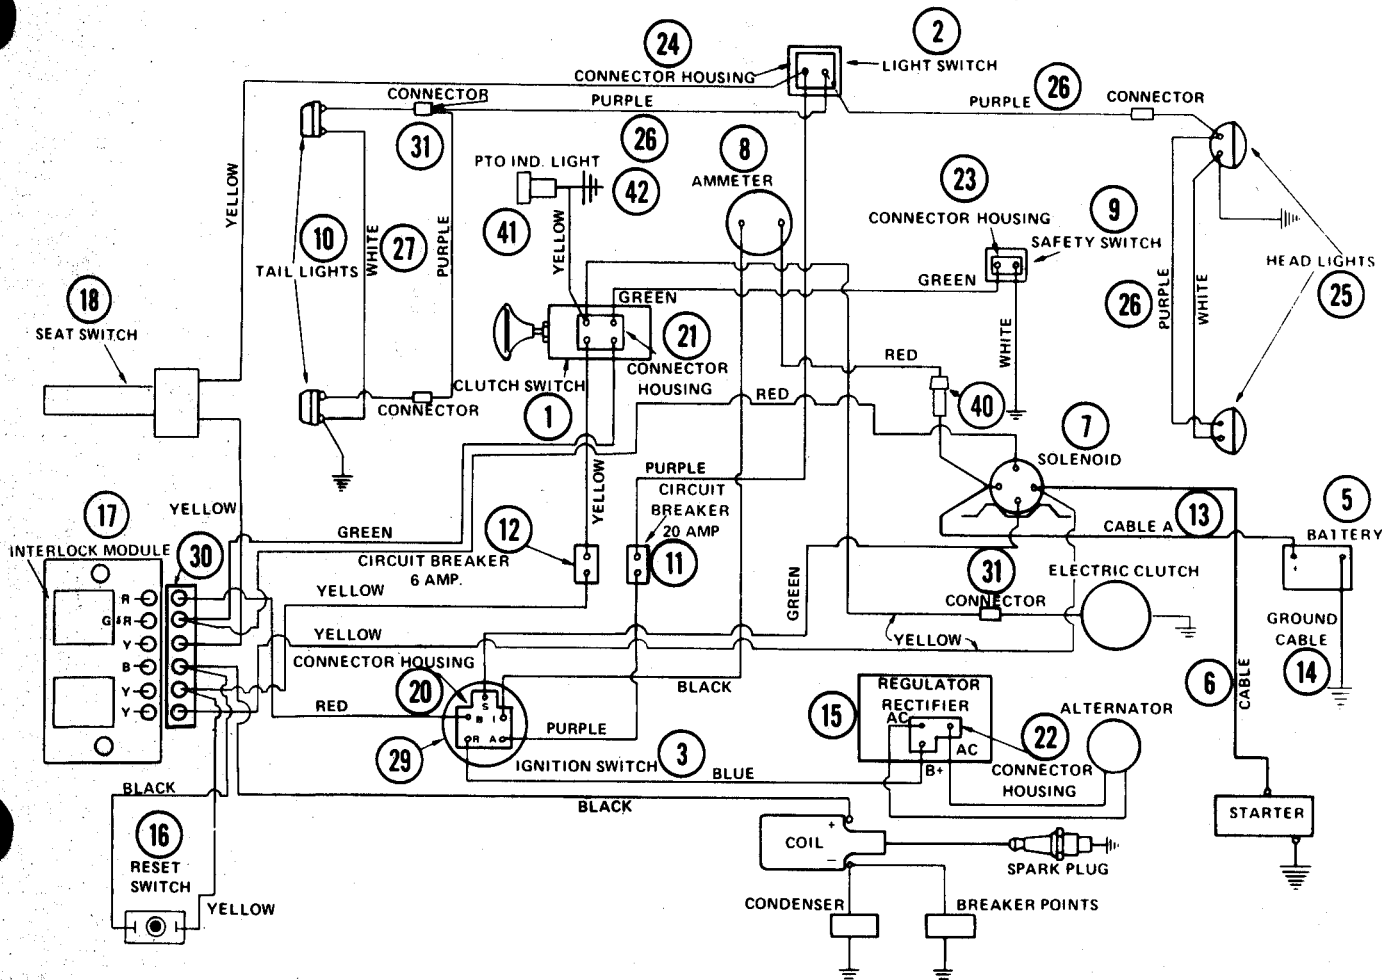 24
2
CONNECTOR HOUSING
LIGHT SWITCH
CONNECTOR
PURPLE
PURPLE
26
CONNECTOR
31
26
8
PTO IND. LIGHT
42
AMMETER
23
YELLOW
10
WHITE
27
PURPLE
41
YELLOW
CONNECTOR HOUSING
9
SAFETY SWITCH
TAIL LIGHTS
HEAD LIGHTS
25
18
SEAT SWITCH
GREEN
GREEN
26
PURPLE
WHITE
21
CONNECTOR
HOUSING
WHITE
RED
CLUTCH SWITCH
RED
40
CONNECTOR
1
7
SOLENOID
17
YELLOW
PURPLE
CIRCUIT
BREAKER
20 AMP
YELLOW
5
BATTERY
INTERLOCK MODULE
30
GREEN
12
CABLE A
13
+
CIRCUIT BREAKER
6 AMP.
11
31
ELECTRIC CLUTCH
R
YELLOW
GREEN
CONNECTOR
G&R
YELLOW
YELLOW
GROUND
CABLE
14
Y
CONNECTOR HOUSING
B
20
BLACK
6
CABLE
Y
REGULATOR
RECTIFIER
Y
RED
S
B I
R A
15
AC
ALTERNATOR
PURPLE
22
AC
29
IGNITION SWITCH
3
BLUE
B+
CONNECTOR
HOUSING
BLACK
BLACK
STARTER
16
RESET
SWITCH
+
COIL
−
SPARK PLUG
YELLOW
CONDENSER
BREAKER POINTS